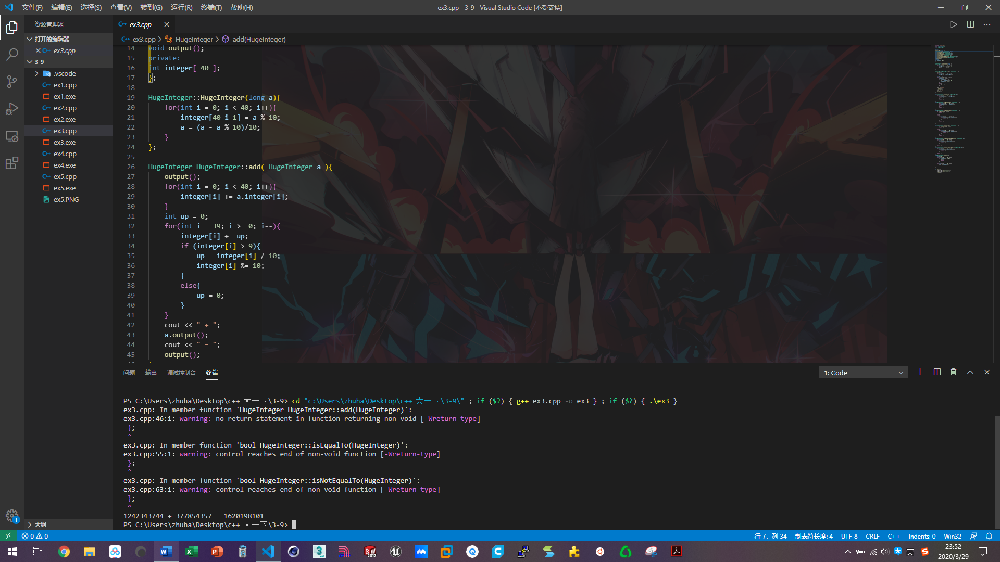 文件(F) 编辑(E) 选择(S) 查看(V) 转到(G) 运行(R) 终端(T) 帮助(H)
ex3.cpp - 3-9 - Visual Studio Code [不受支持]
资源管理器
打开的编辑器
ex3.cpp
3-9
.vscode
ex1.cpp
ex1.exe
ex2.cpp
ex2.exe
ex3.cpp
ex3.exe
ex4.cpp
ex4.exe
ex5.cpp
ex5.exe
ex5.PNG
大纲
ex3.cpp
ex3.cpp > HugeInteger > add(HugeInteger)
14 void output();
15 private:
16 int integer[ 40 ];
17 };
18
19 HugeInteger::HugeInteger(long a){
20 for(int i = 0; i < 40; i++){
21 integer[40-i-1] = a % 10;
22 a = (a - a % 10)/10;
23 }
24 };
25
26 HugeInteger HugeInteger::add( HugeInteger a ){
27 output();
28 for(int i = 0; i < 40; i++){
29 integer[i] += a.integer[i];
30 }
31 int up = 0;
32 for(int i = 39; i >= 0; i--){
33 integer[i] += up;
34 if (integer[i] > 9){
35 up = integer[i] / 10;
36 integer[i] %= 10;
37 }
38 else{
39 up = 0;
40 }
41 }
42 cout << " + ";
43 a.output();
44 cout << " = ";
45 output();
问题 输出 调试控制台 终端
1: Code
PS C:\Users\zhuha\Desktop\c++ 大一下\3-9> cd "c:\Users\zhuha\Desktop\c++ 大一下\3-9\" ; if ($?) { g++ ex3.cpp -o ex3 } ; if ($?) { .\ex3 }
ex3.cpp: In member function 'HugeInteger HugeInteger::add(HugeInteger)':
ex3.cpp:46:1: warning: no return statement in function returning non-void [-Wreturn-type]
};
^
ex3.cpp: In member function 'bool HugeInteger::isEqualTo(HugeInteger)':
ex3.cpp:55:1: warning: control reaches end of non-void function [-Wreturn-type]
};
^
ex3.cpp: In member function 'bool HugeInteger::isNotEqualTo(HugeInteger)':
ex3.cpp:63:1: warning: control reaches end of non-void function [-Wreturn-type]
};
^
1242343744 + 377854357 = 1620198101
PS C:\Users\zhuha\Desktop\c++ 大一下\3-9>
1
0 0
行 7，列 34 制表符长度: 4 UTF-8 CRLF C++ Indents: 0 Win32
英
23:52
2020/3/29